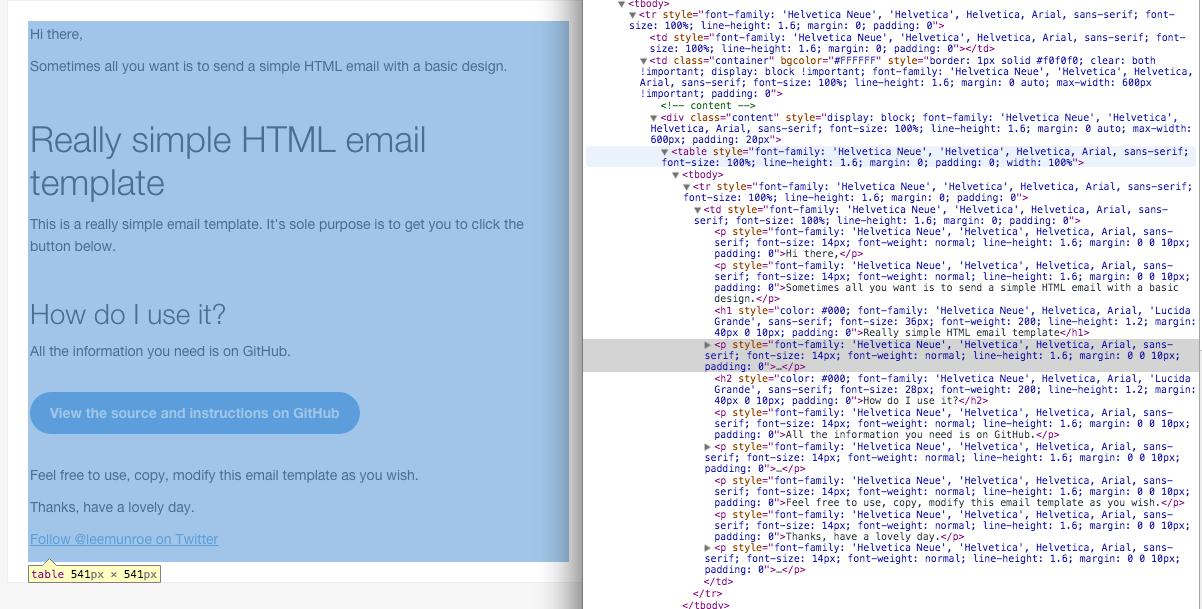 Hi there,
Sometimes all you want is to send a simple HTML email with a basic design.
Really simple HTML email
template
This is a really simple email template. It's sole purpose is to get you to click the
button below.
How do I use it?
All the information you need is on GitHub.
View the source and instructions on GitHub
Feel free to use, copy, modify this email template as you wish.
Thanks, have a lovely day.
Follow @leemunroe on Twitter
table 541px × 541px
▼<tbody>
▼<tr style="font-family: 'Helvetica Neue', 'Helvetica', Helvetica, Arial, sans-serif; font-
size: 100%; line-height: 1.6; margin: 0; padding: 0">
<td style="font-family: 'Helvetica Neue', 'Helvetica', Helvetica, Arial, sans-serif; font-
size: 100%; line-height: 1.6; margin: 0; padding: 0"></td>
▼<td class="container" bgcolor="#FFFFFF" style="border: 1px solid #f0f0f0; clear: both
!important; display: block !important; font-family: 'Helvetica Neue', 'Helvetica', Helvetica,
Arial, sans-serif; font-size: 100%; line-height: 1.6; margin: 0 auto; max-width: 600px
!important; padding: 0">
<!-- content -->
▼<div class="content" style="display: block; font-family: 'Helvetica Neue', 'Helvetica',
Helvetica, Arial, sans-serif; font-size: 100%; line-height: 1.6; margin: 0 auto; max-width:
600px; padding: 20px">
▼<table style="font-family: 'Helvetica Neue', 'Helvetica', Helvetica, Arial, sans-serif;
font-size: 100%; line-height: 1.6; margin: 0; padding: 0; width: 100%">
▼<tbody>
▼<tr style="font-family: 'Helvetica Neue', 'Helvetica', Helvetica, Arial, sans-serif;
font-size: 100%; line-height: 1.6; margin: 0; padding: 0">
▼<td style="font-family: 'Helvetica Neue', 'Helvetica', Helvetica, Arial, sans-
serif; font-size: 100%; line-height: 1.6; margin: 0; padding: 0">
<p style="font-family: 'Helvetica Neue', 'Helvetica', Helvetica, Arial, sans-
serif; font-size: 14px; font-weight: normal; line-height: 1.6; margin: 0 0 10px;
padding: 0">Hi there,</p>
<p style="font-family: 'Helvetica Neue', 'Helvetica', Helvetica, Arial, sans-
serif; font-size: 14px; font-weight: normal; line-height: 1.6; margin: 0 0 10px;
padding: 0">Sometimes all you want is to send a simple HTML email with a basic
design.</p>
<h1 style="color: #000; font-family: 'Helvetica Neue', Helvetica, Arial, 'Lucida
Grande', sans-serif; font-size: 36px; font-weight: 200; line-height: 1.2; margin:
40px 0 10px; padding: 0">Really simple HTML email template</h1>
▶<p style="font-family: 'Helvetica Neue', 'Helvetica', Helvetica, Arial, sans-
serif; font-size: 14px; font-weight: normal; line-height: 1.6; margin: 0 0 10px;
padding: 0">…</p>
<h2 style="color: #000; font-family: 'Helvetica Neue', Helvetica, Arial, 'Lucida
Grande', sans-serif; font-size: 28px; font-weight: 200; line-height: 1.2; margin:
40px 0 10px; padding: 0">How do I use it?</h2>
<p style="font-family: 'Helvetica Neue', 'Helvetica', Helvetica, Arial, sans-
serif; font-size: 14px; font-weight: normal; line-height: 1.6; margin: 0 0 10px;
padding: 0">All the information you need is on GitHub.</p>
▶<p style="font-family: 'Helvetica Neue', 'Helvetica', Helvetica, Arial, sans-
serif; font-size: 14px; font-weight: normal; line-height: 1.6; margin: 0 0 10px;
padding: 0">…</p>
<p style="font-family: 'Helvetica Neue', 'Helvetica', Helvetica, Arial, sans-
serif; font-size: 14px; font-weight: normal; line-height: 1.6; margin: 0 0 10px;
padding: 0">Feel free to use, copy, modify this email template as you wish.</p>
<p style="font-family: 'Helvetica Neue', 'Helvetica', Helvetica, Arial, sans-
serif; font-size: 14px; font-weight: normal; line-height: 1.6; margin: 0 0 10px;
padding: 0">Thanks, have a lovely day.</p>
▶<p style="font-family: 'Helvetica Neue', 'Helvetica', Helvetica, Arial, sans-
serif; font-size: 14px; font-weight: normal; line-height: 1.6; margin: 0 0 10px;
padding: 0">…</p>
</td>
</tr>
</tbody>